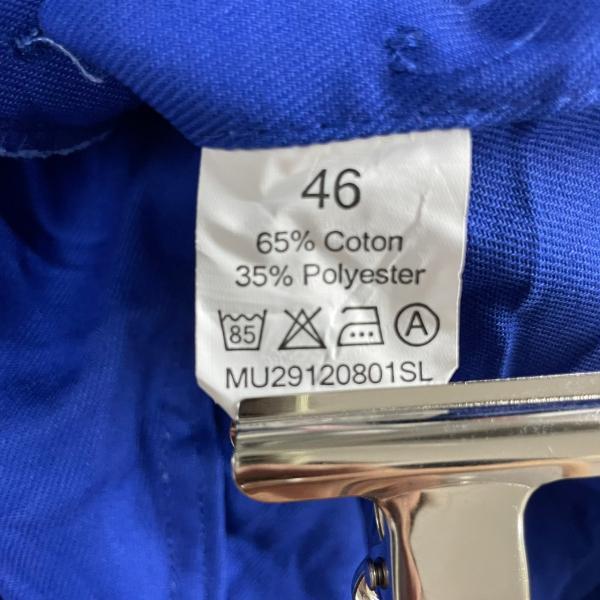 46
65% Coton
35% Polyester
85 A
MU29120801SL